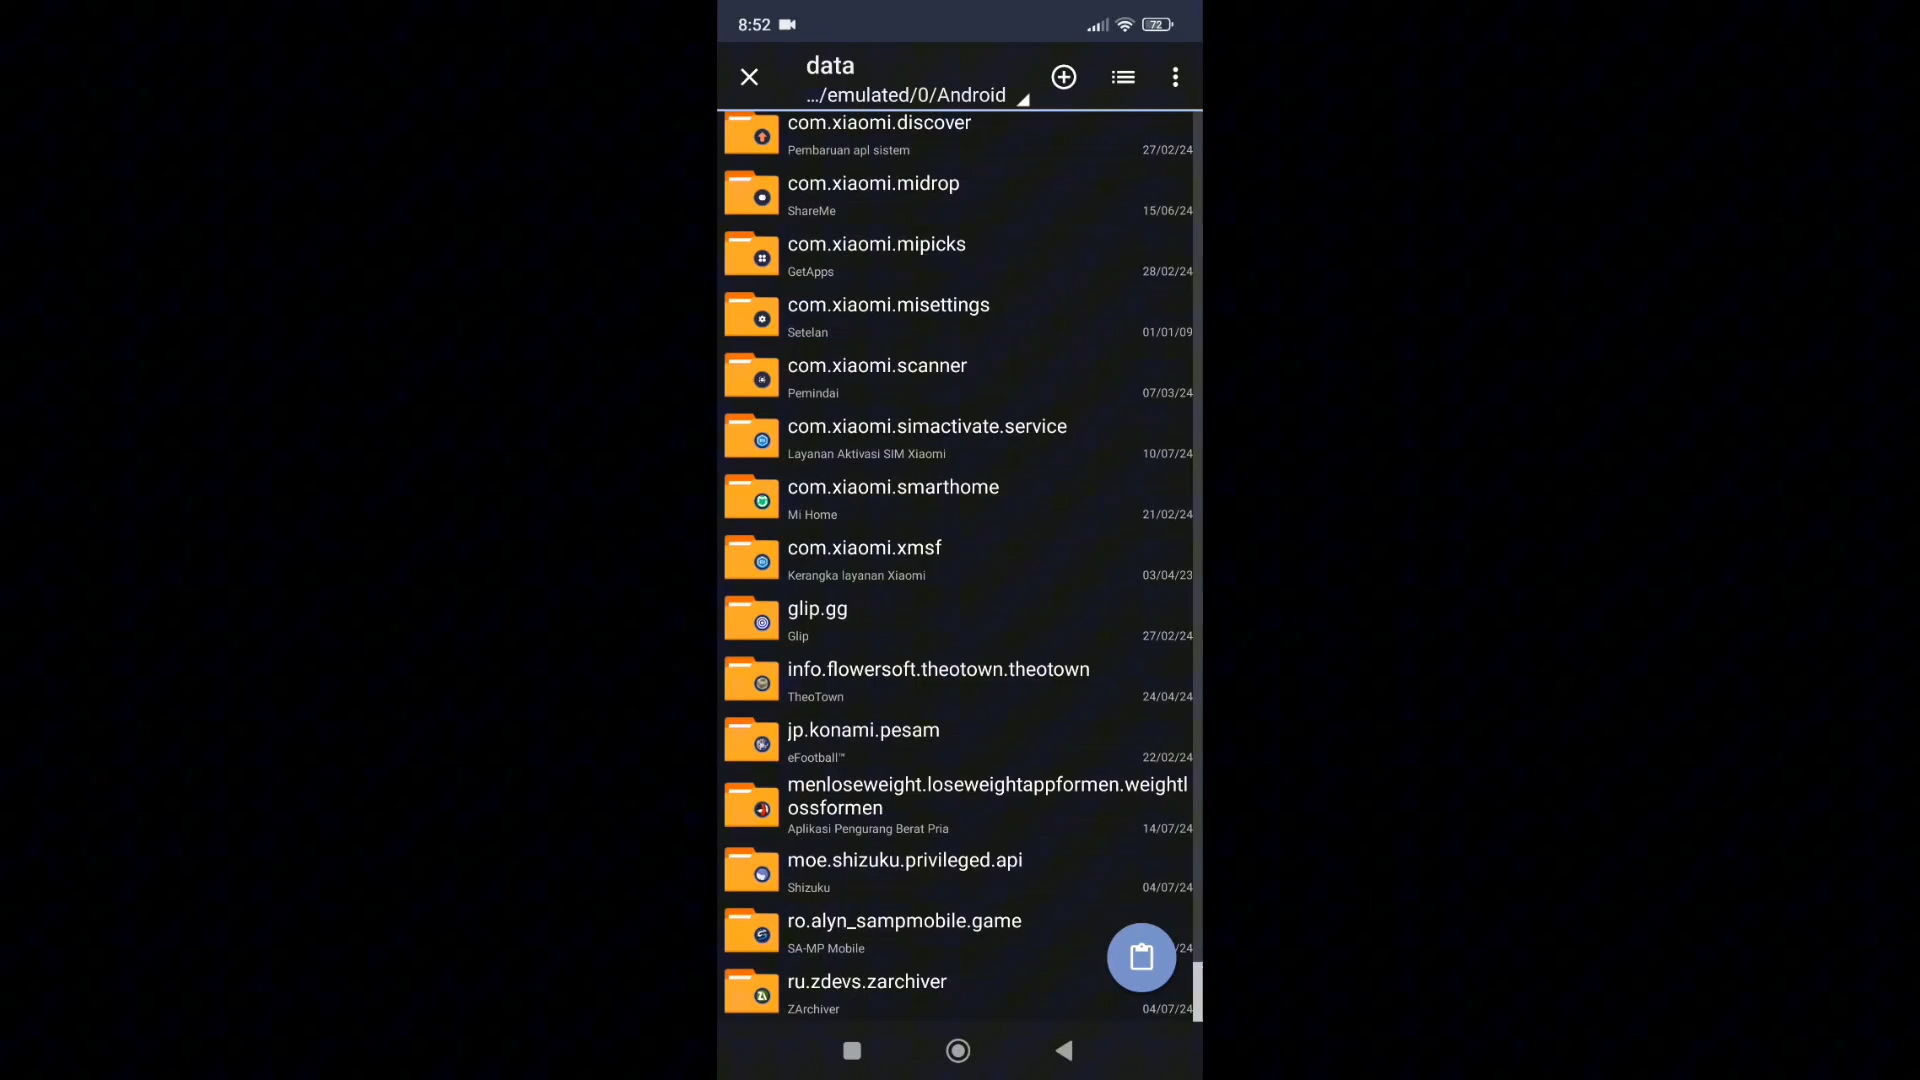 8:52
72
data
.../emulated/0/Android
com.xiaomi.discover
Pembaruan apl sistem 27/02/24
com.xiaomi.midrop
ShareMe 15/06/24
com.xiaomi.mipicks
GetApps 28/02/24
com.xiaomi.misettings
Setelan 01/01/09
com.xiaomi.scanner
Pemindai 07/03/24
com.xiaomi.simactivate.service
Layanan Aktivasi SIM Xiaomi 10/07/24
com.xiaomi.smarthome
Mi Home 21/02/24
com.xiaomi.xmsf
Kerangka layanan Xiaomi 03/04/23
glip.gg
Glip 27/02/24
info.flowersoft.theotown.theotown
TheoTown 24/04/24
jp.konami.pesam
eFootball™ 22/02/24
menloseweight.loseweightappformen.weightl
ossformen
Aplikasi Pengurang Berat Pria 14/07/24
moe.shizuku.privileged.api
Shizuku 04/07/24
ro.alyn_sampmobile.game
SA-MP Mobile /24
ru.zdevs.zarchiver
ZArchiver 04/07/24